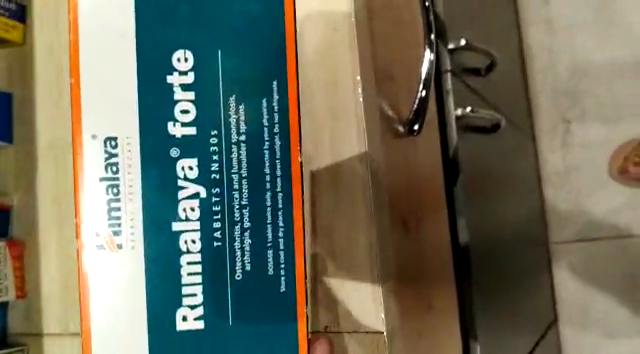 Himalaya®
HERBAL HEALTHCARE
Rumalaya® forte
TABLETS 2Nx30s
Osteoarthritis, cervical and lumbar spondylosis,
arthralgia, gout, frozen shoulder & sprains.
DOSAGE: 1 tablet twice daily, or as directed by your physician.
Store in a cool and dry place, away from direct sunlight. Do not refrigerate.